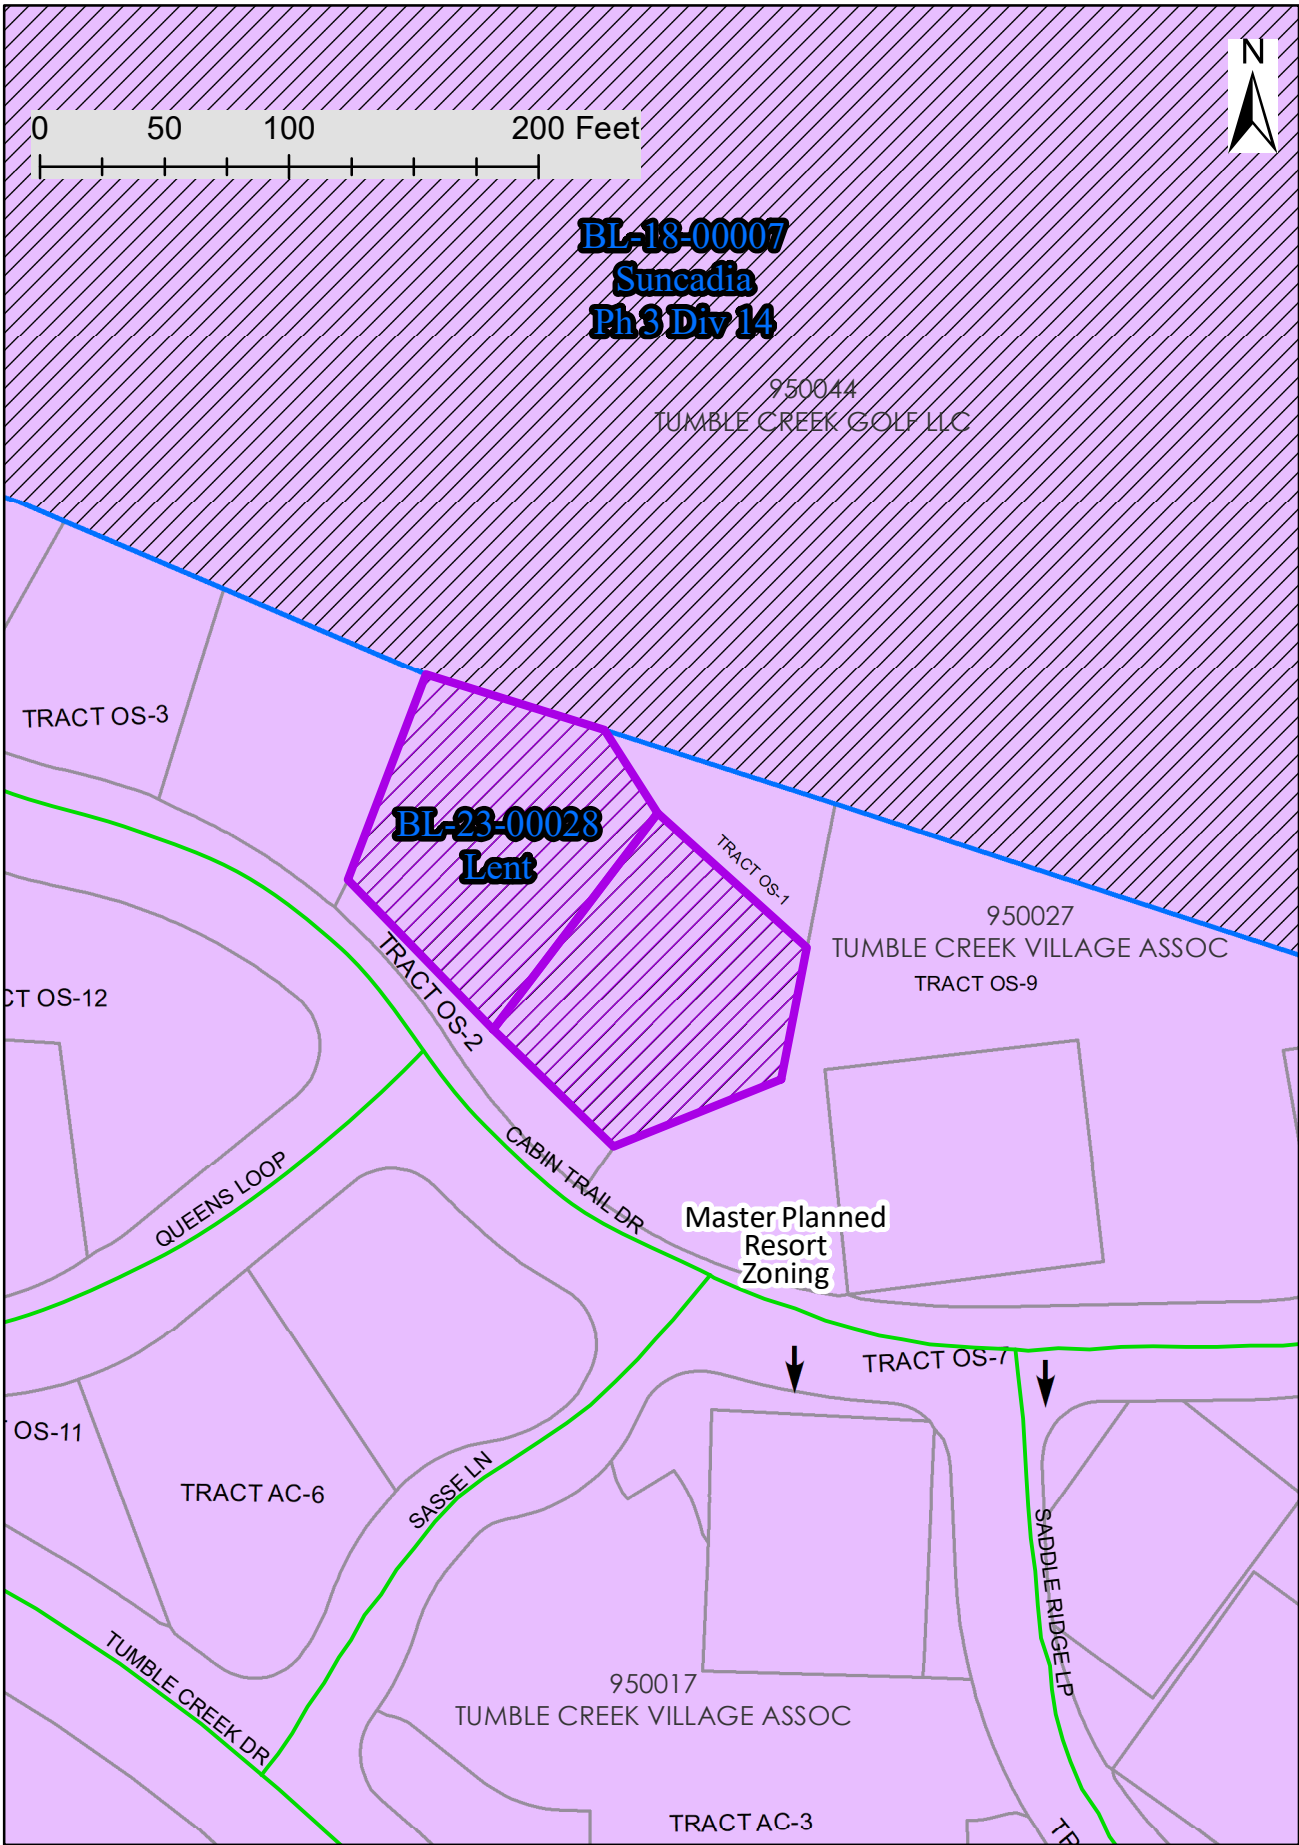 N
0 50 100 200 Feet
BL-18-00007
Suncadia
Ph 3 Div 14
950044
TUMBLE CREEK GOLF LLC
TRACT OS-3
BL-23-00028
Lent
TRACT OS-1
950027
TUMBLE CREEK VILLAGE ASSOC
TRACT OS-9
TRACT OS-2
CT OS-12
CABIN TRAIL DR
QUEENS LOOP
Master Planned
Resort
Zoning
TRACT OS-7
OS-11
TRACT AC-6
SASSE LN
SADDLE RIDGE LP
TUMBLE CREEK DR
950017
TUMBLE CREEK VILLAGE ASSOC
TRACT AC-3
TR